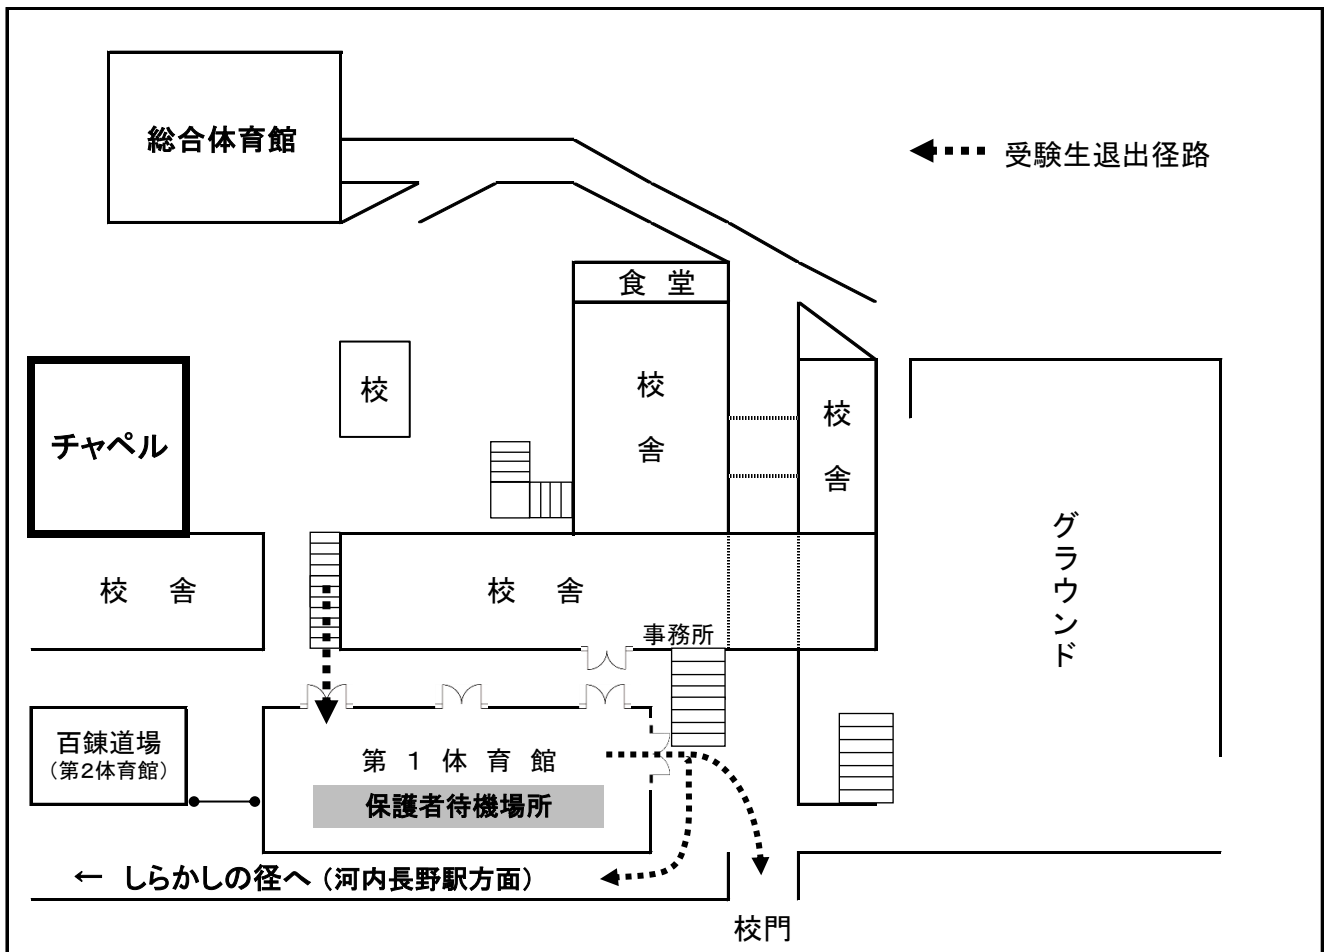 総合体育館
受験生退出径路
食 堂
校
校
舎
校
舎
チャペル
校 舎
校 舎
グラウンド
事務所
百錬道場
（第2体育館）
第 1 体 育 館
保護者待機場所
← しらかしの径へ（河内長野駅方面）
校門